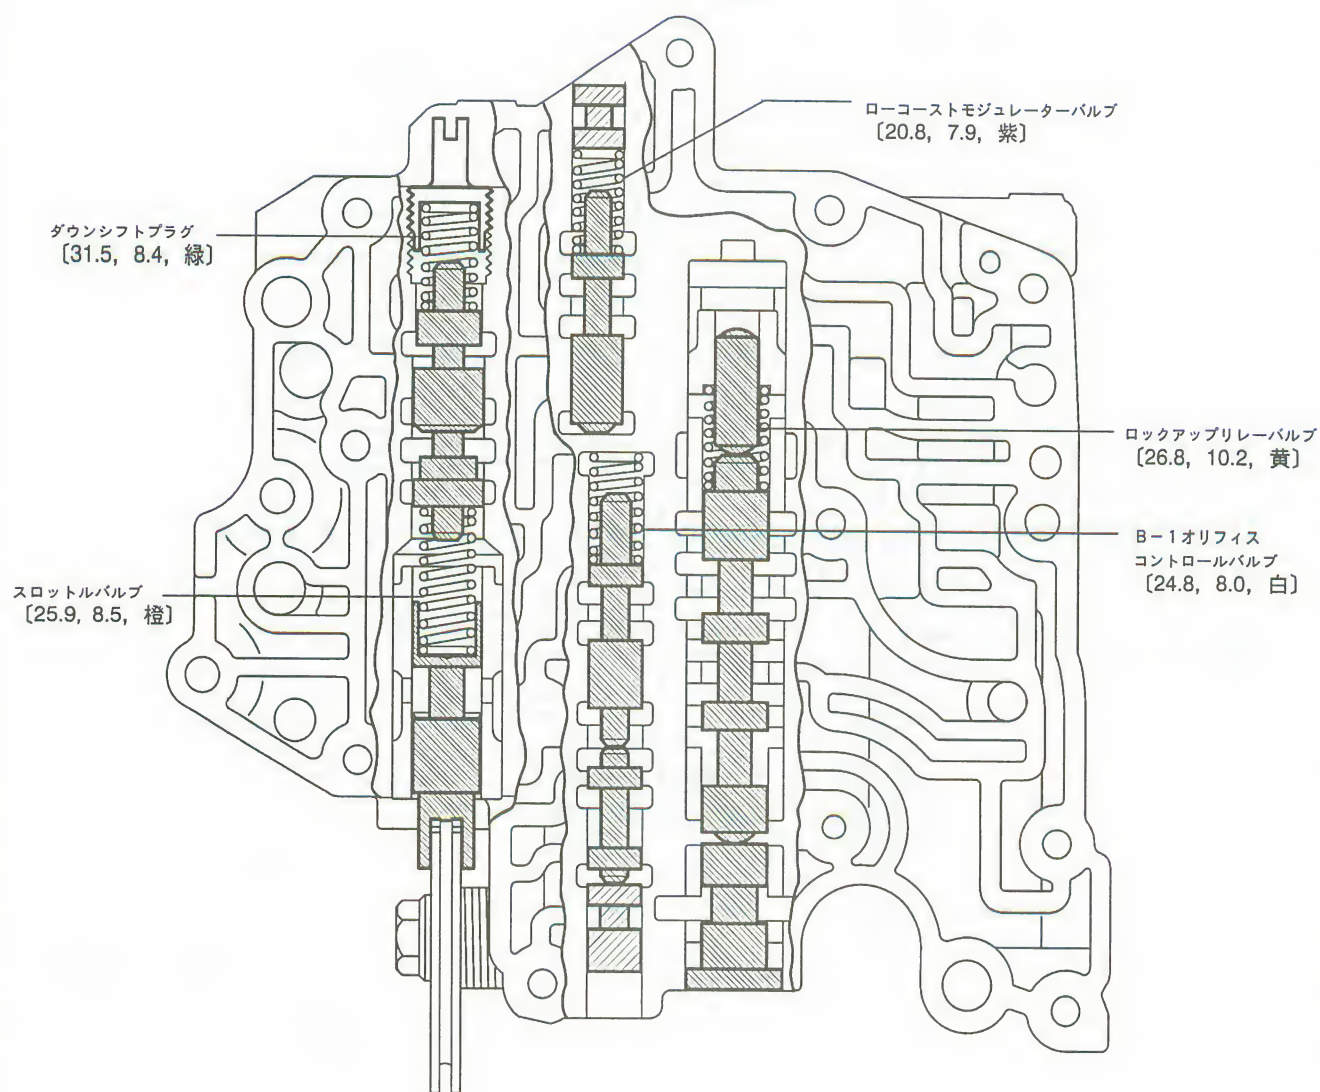 ローコーストモジュレーターバルブ
〔20.8, 7.9, 紫〕
ダウンシフトプラグ
〔31.5, 8.4, 緑〕
ロックアップリレーバルブ
〔26.8, 10.2, 黄〕
B-1オリフィス
コントロールバルブ
〔24.8, 8.0, 白〕
スロットルバルブ
〔25.9, 8.5, 橙〕